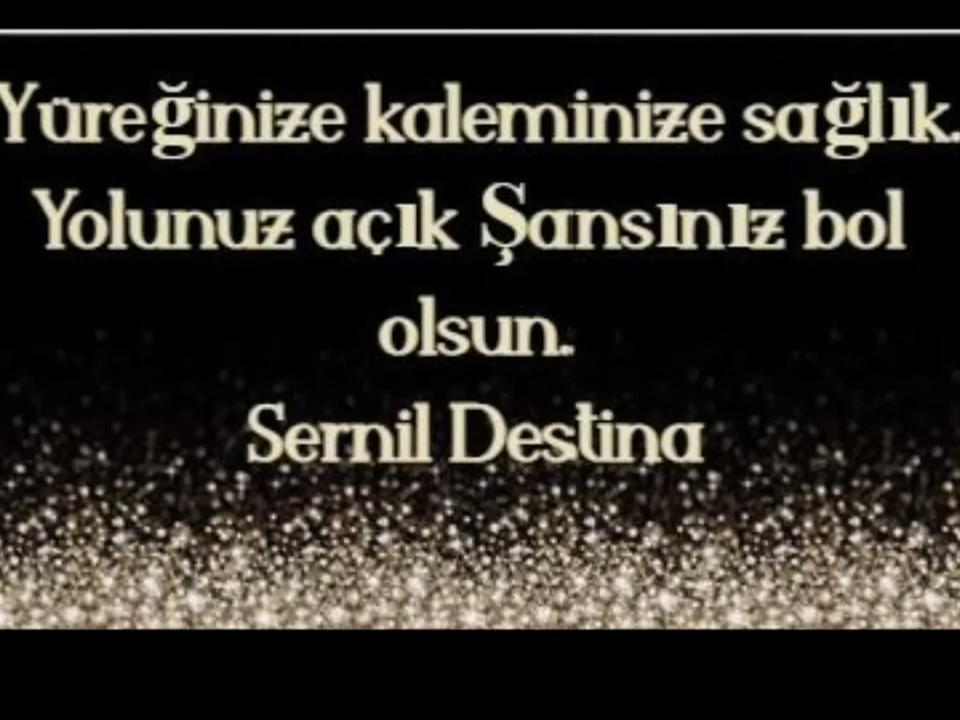 Yüreğinize kaleminize sağlık.
Yolunuz açık Şansınız bol
olsun.
Sernil Destina